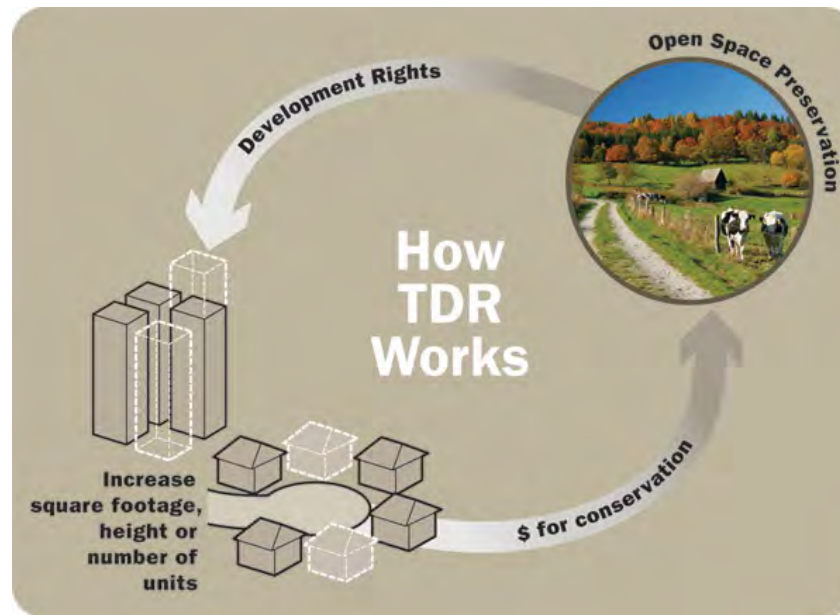 Open Space Preservation
Development Rights
How
TDR
Works
Increase
square footage,
height or
number of
units
$ for conservation